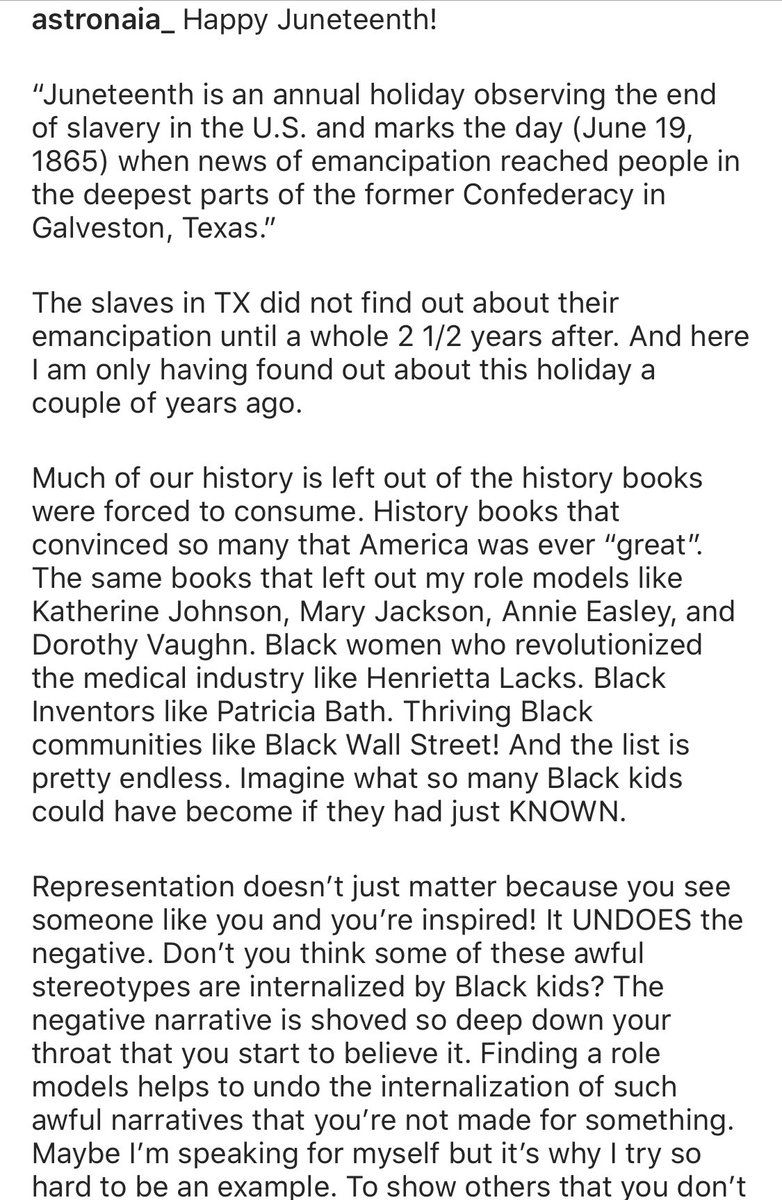 astronaia_ Happy Juneteenth!
“Juneteenth is an annual holiday observing the end
of slavery in the U.S. and marks the day (June 19,
1865) when news of emancipation reached people in
the deepest parts of the former Confederacy in
Galveston, Texas.”
The slaves in TX did not find out about their
emancipation until a whole 2 1/2 years after. And here
I am only having found out about this holiday a
couple of years ago.
Much of our history is left out of the history books
were forced to consume. History books that
convinced so many that America was ever “great”.
The same books that left out my role models like
Katherine Johnson, Mary Jackson, Annie Easley, and
Dorothy Vaughn. Black women who revolutionized
the medical industry like Henrietta Lacks. Black
Inventors like Patricia Bath. Thriving Black
communities like Black Wall Street! And the list is
pretty endless. Imagine what so many Black kids
could have become if they had just KNOWN.
Representation doesn’t just matter because you see
someone like you and you’re inspired! It UNDOES the
negative. Don’t you think some of these awful
stereotypes are internalized by Black kids? The
negative narrative is shoved so deep down your
throat that you start to believe it. Finding a role
models helps to undo the internalization of such
awful narratives that you’re not made for something.
Maybe I’m speaking for myself but it’s why I try so
hard to be an example. To show others that you don’t